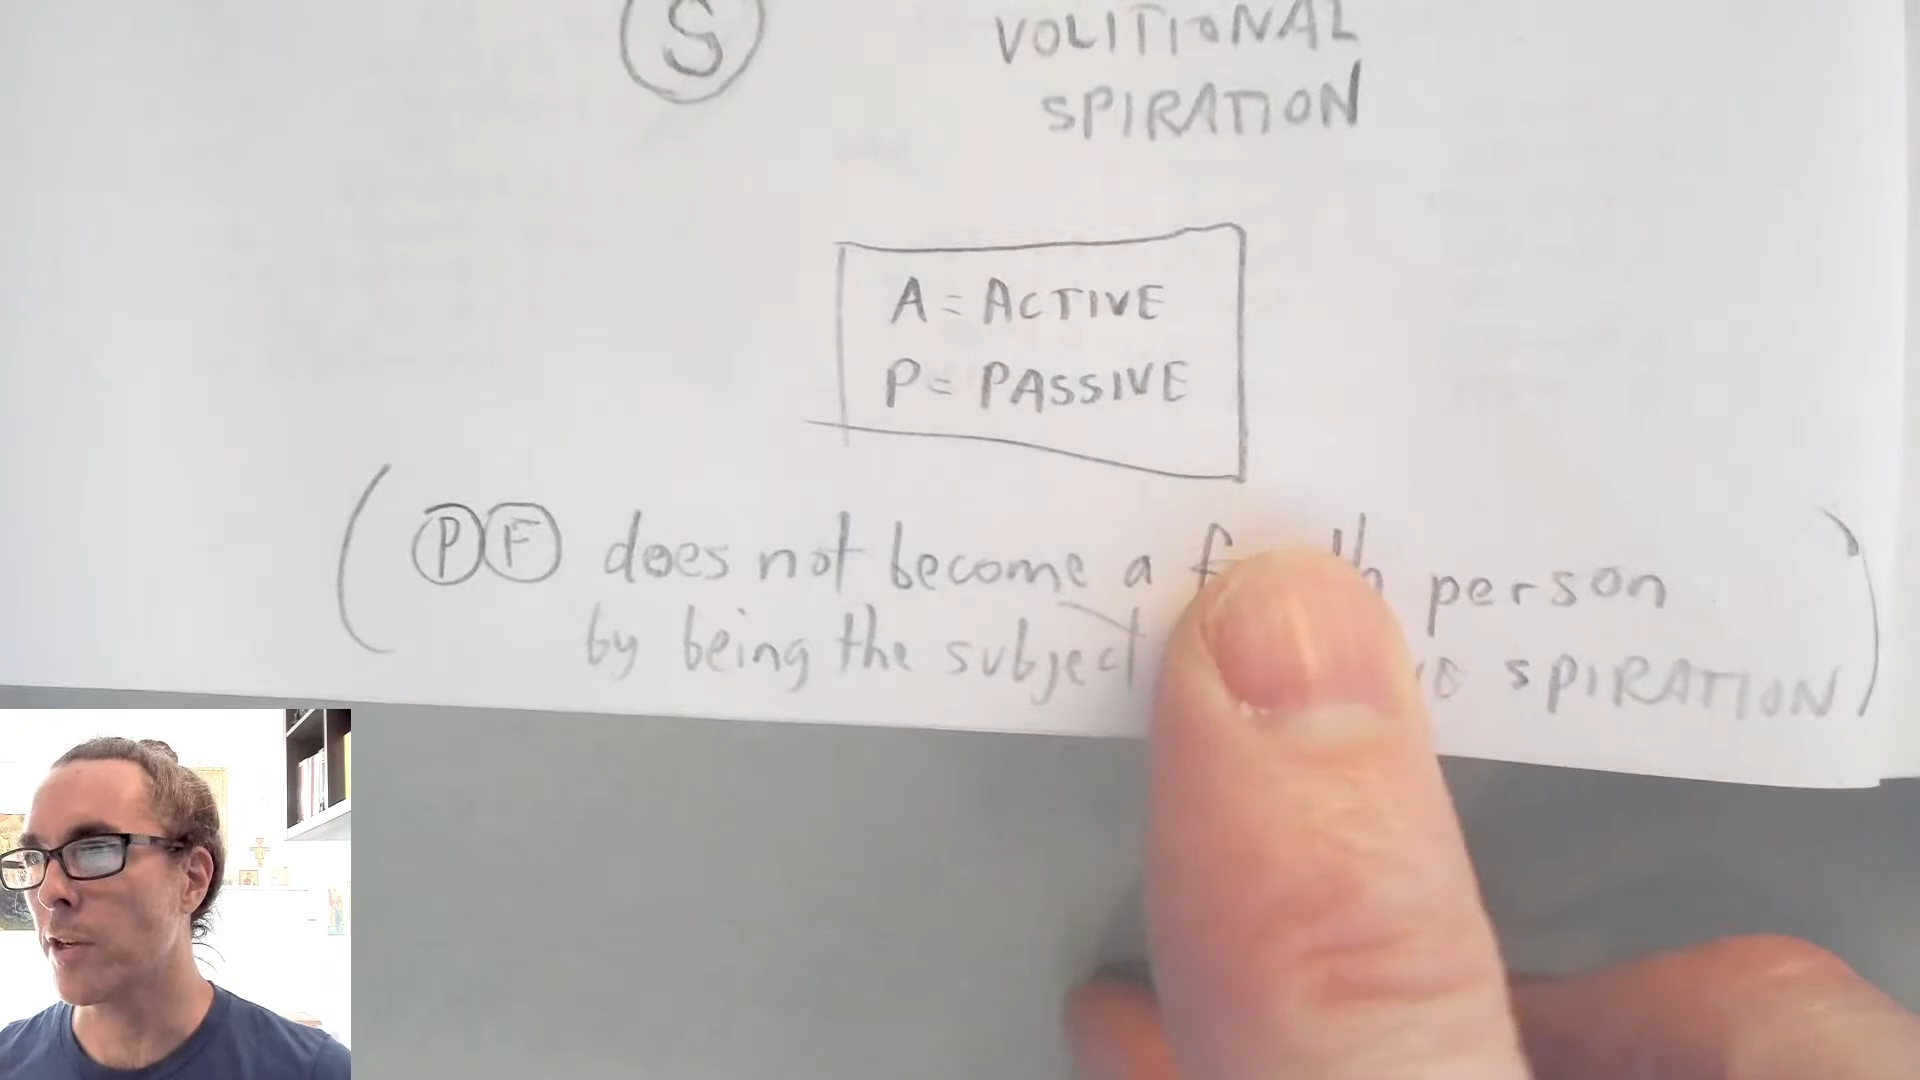 S
VOLITIONAL
SPIRATION
A = ACTIVE
P = PASSIVE
(P F does not become a person
by being the subject SPIRATION)